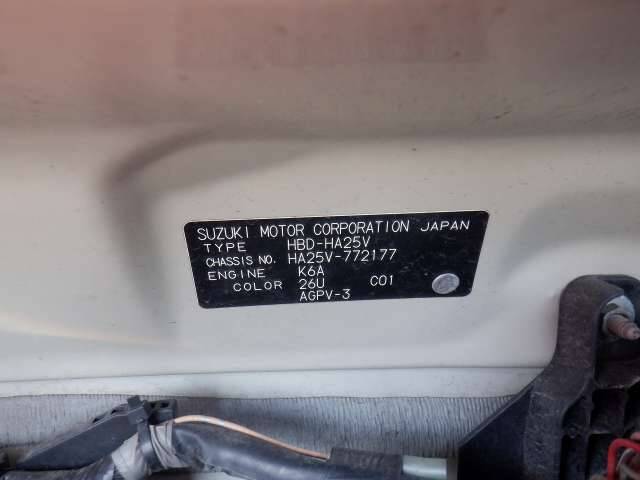 SUZUKI MOTOR CORPORATION JAPAN
TYPE HBD-HA25V
CHASSIS NO. HA25V-772177
ENGINE K6A
COLOR 26U C01
AGPV-3